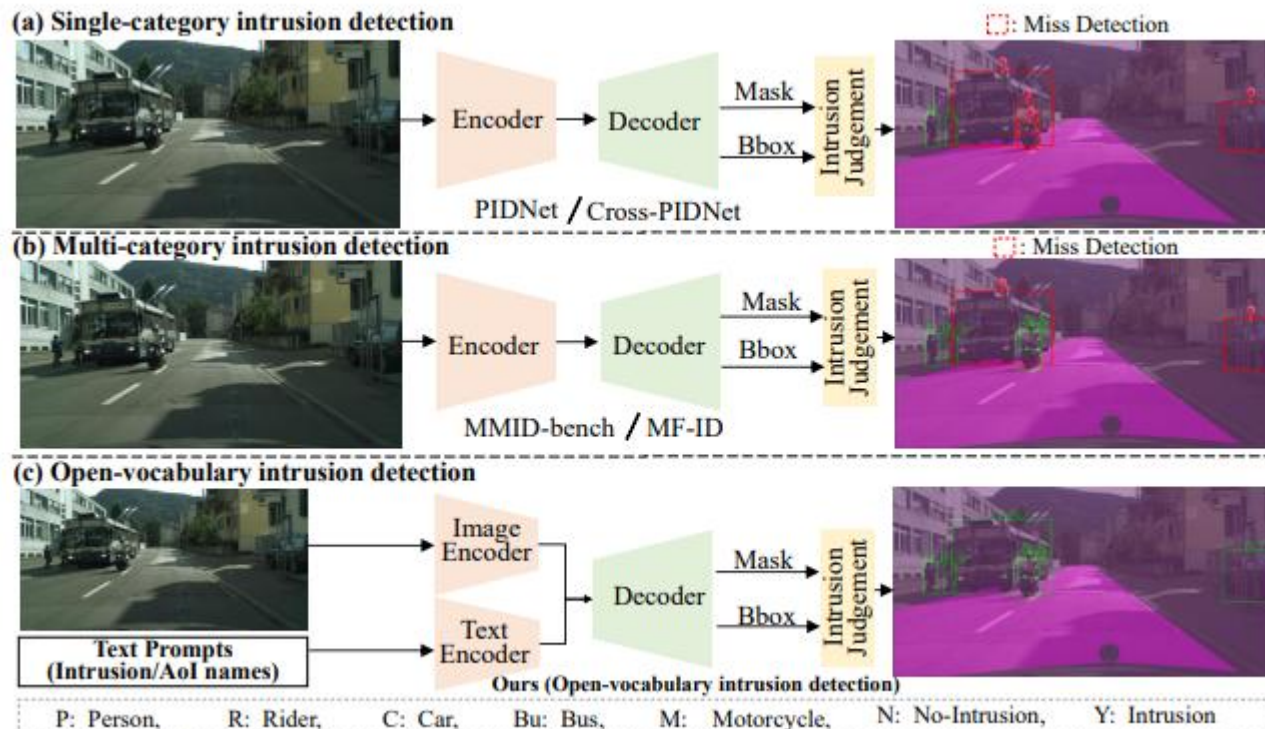 (a) Single-category intrusion detection
: Miss Detection
Encoder
Decoder
Mask
Bbox
Intrusion
Judgement
PIDNet / Cross-PIDNet
(b) Multi-category intrusion detection
: Miss Detection
Encoder
Decoder
Mask
Bbox
Intrusion
Judgement
MMID-bench / MF-ID
(c) Open-vocabulary intrusion detection
Image
Encoder
Text
Encoder
Decoder
Mask
Bbox
Intrusion
Judgement
Text Prompts
(Intrusion/AoI names)
Ours (Open-vocabulary intrusion detection)
P: Person, R: Rider, C: Car, Bu: Bus, M: Motorcycle, N: No-Intrusion, Y: Intrusion